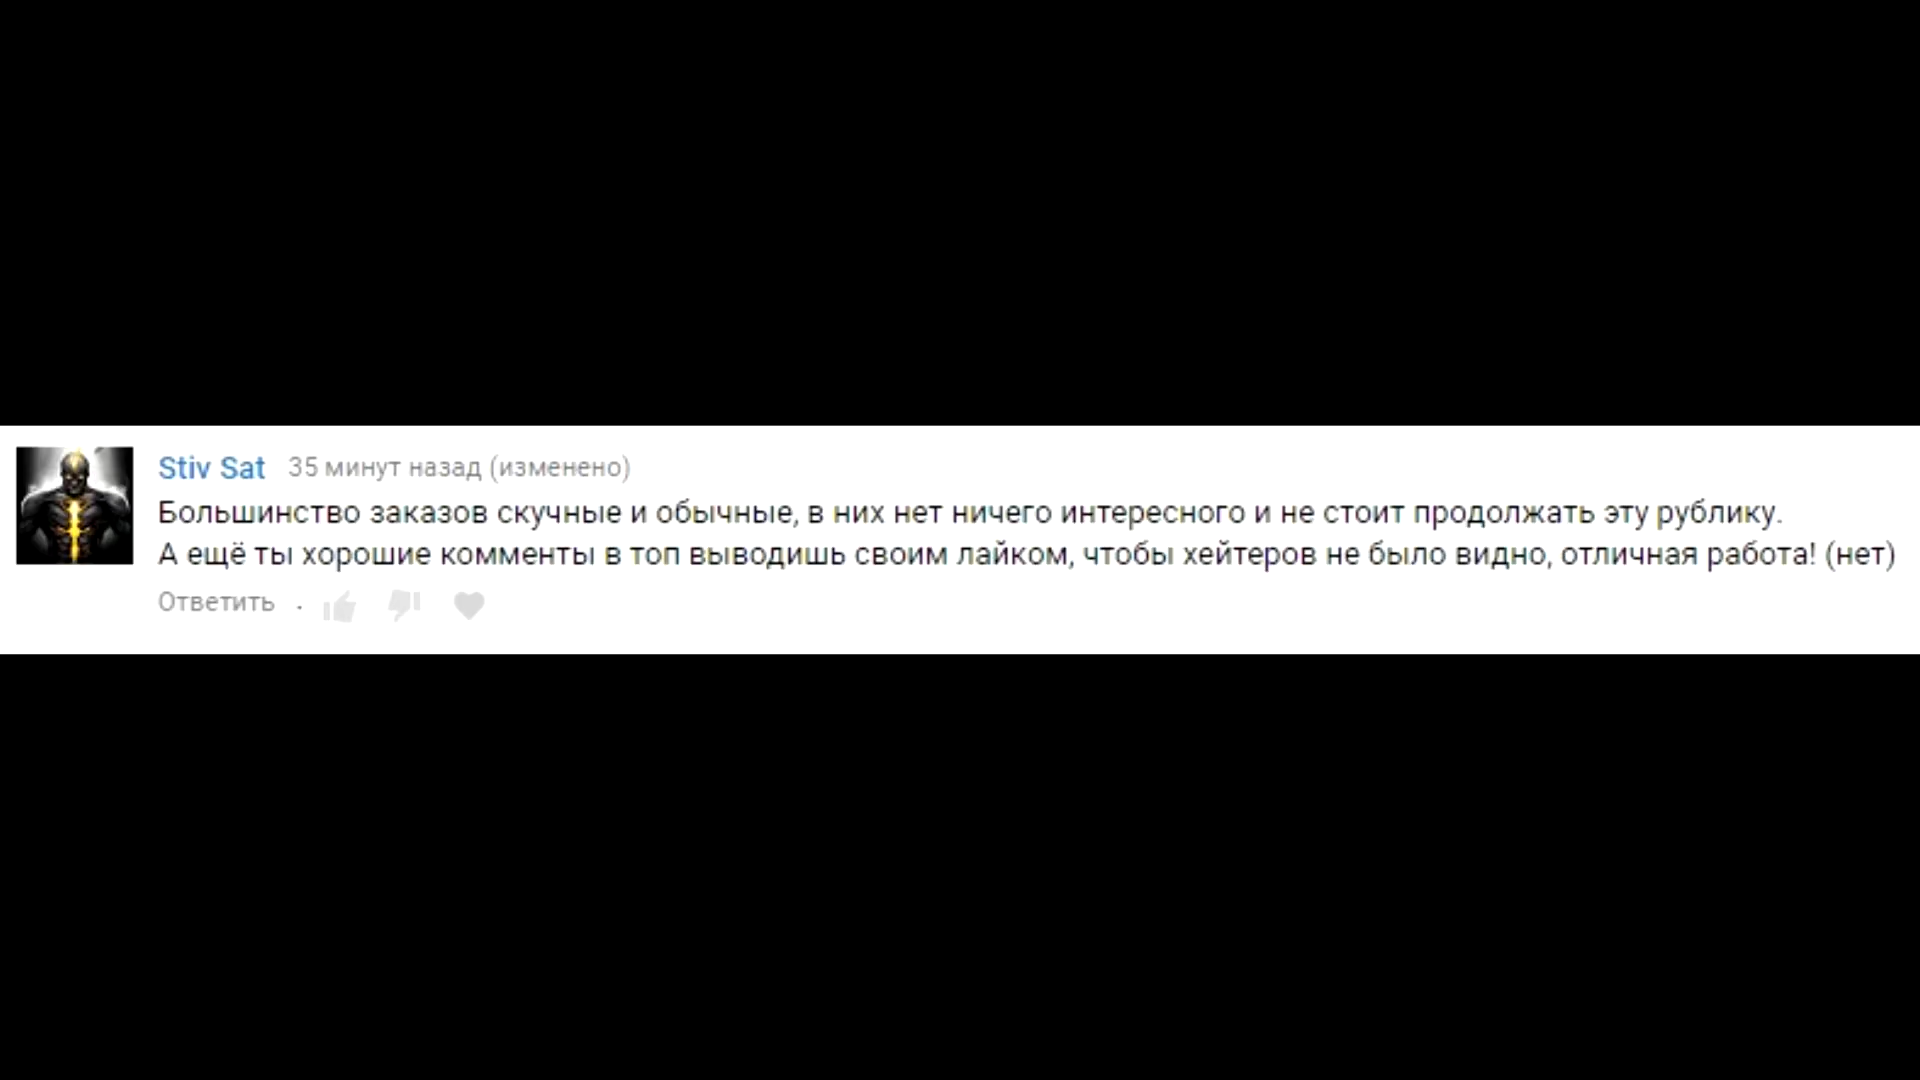 Stiv Sat 35 минут назад (изменено)
Большинство заказов скучные и обычные, в них нет ничего интересного и не стоит продолжать эту рублику.
А ещё ты хорошие комменты в топ выводишь своим лайком, чтобы хейтеров не было видно, отличная работа! (нет)
Ответить .